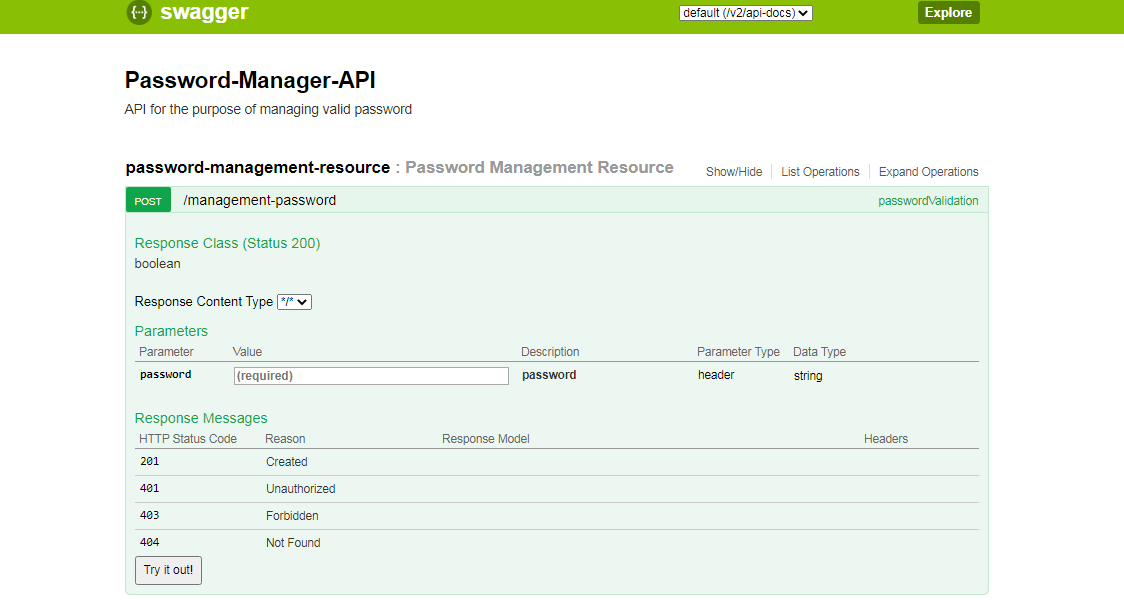 {···} swagger default (/v2/api-docs) Explore
Password-Manager-API
API for the purpose of managing valid password
password-management-resource : Password Management Resource Show/Hide List Operations Expand Operations
POST /management-password passwordValidation
Response Class (Status 200)
boolean
Response Content Type */*
Parameters
Parameter Value Description Parameter Type Data Type
password (required) password header string
Response Messages
HTTP Status Code Reason Response Model Headers
201 Created
401 Unauthorized
403 Forbidden
404 Not Found
Try it out!